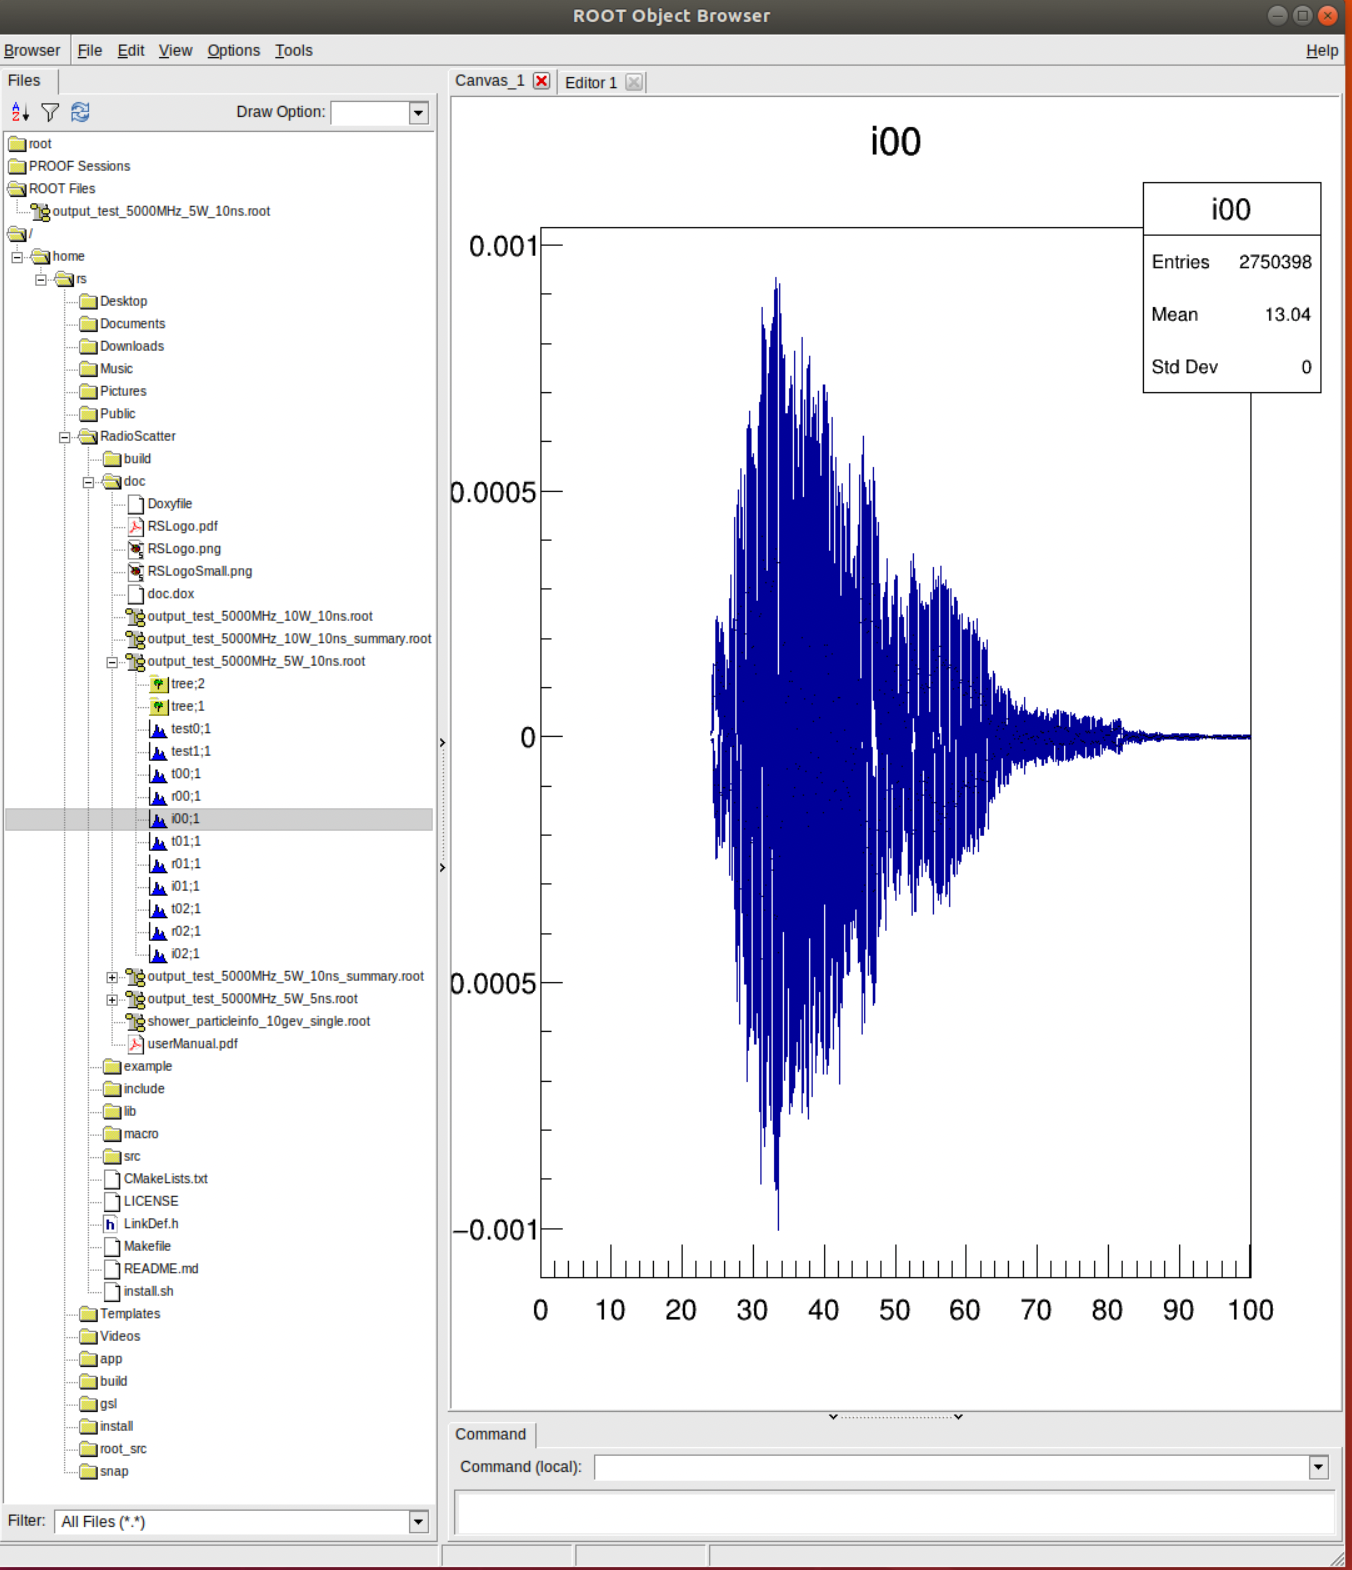 ROOT Object Browser
Browser File Edit View Options Tools Help
Files
Draw Option:
root
PROOF Sessions
ROOT Files
output_test_5000MHz_5W_10ns.root
/
home
rs
Desktop
Documents
Downloads
Music
Pictures
Public
RadioScatter
build
doc
Doxyfile
RSLogo.pdf
RSLogo.png
RSLogoSmall.png
doc.dox
output_test_5000MHz_10W_10ns.root
output_test_5000MHz_10W_10ns_summary.root
output_test_5000MHz_5W_10ns.root
tree;2
tree;1
test0;1
test1;1
t00;1
r00;1
i00;1
t01;1
r01;1
i01;1
t02;1
r02;1
i02;1
output_test_5000MHz_5W_10ns_summary.root
output_test_5000MHz_5W_5ns.root
shower_particleinfo_10gev_single.root
userManual.pdf
example
include
lib
macro
src
CMakeLists.txt
LICENSE
LinkDef.h
Makefile
README.md
install.sh
Templates
Videos
app
build
gsl
install
root_src
snap
Filter: All Files (*.*)
Canvas_1 Editor 1
i00
i00
Entries 2750398
Mean 13.04
Std Dev 0
0.001
0.0005
0
0.0005
−0.001
0 10 20 30 40 50 60 70 80 90 100
Command
Command (local):